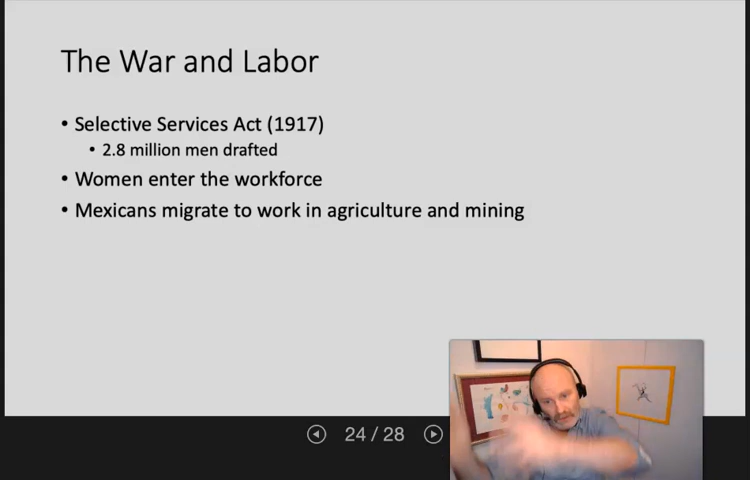 The War and Labor
• Selective Services Act (1917)
• 2.8 million men drafted
• Women enter the workforce
• Mexicans migrate to work in agriculture and mining
24 / 28